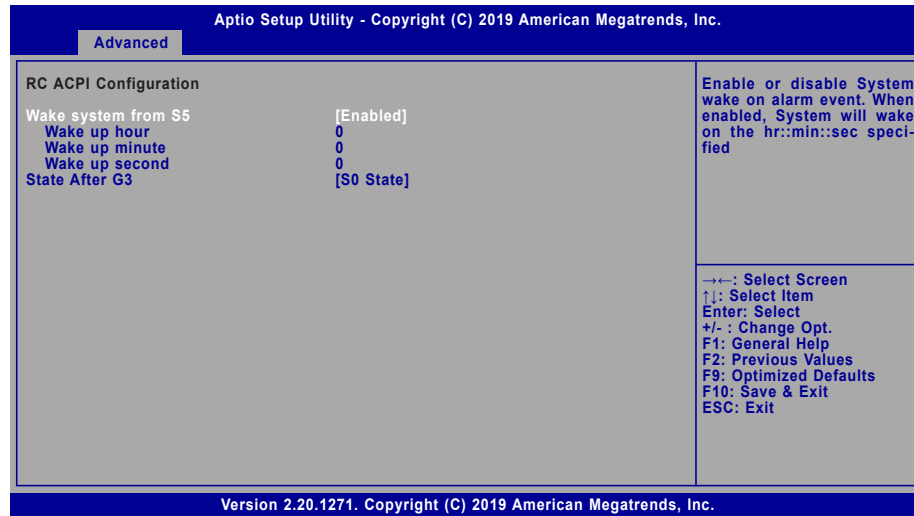 Aptio Setup Utility - Copyright (C) 2019 American Megatrends, Inc.
Advanced
RC ACPI Configuration
Wake system from S5 [Enabled]
Wake up hour 0
Wake up minute 0
Wake up second 0
State After G3 [S0 State]
Enable or disable System
wake on alarm event. When
enabled, System will wake
on the hr::min::sec speci-
fied
→←: Select Screen
↑↓: Select Item
Enter: Select
+/- : Change Opt.
F1: General Help
F2: Previous Values
F9: Optimized Defaults
F10: Save & Exit
ESC: Exit
Version 2.20.1271. Copyright (C) 2019 American Megatrends, Inc.